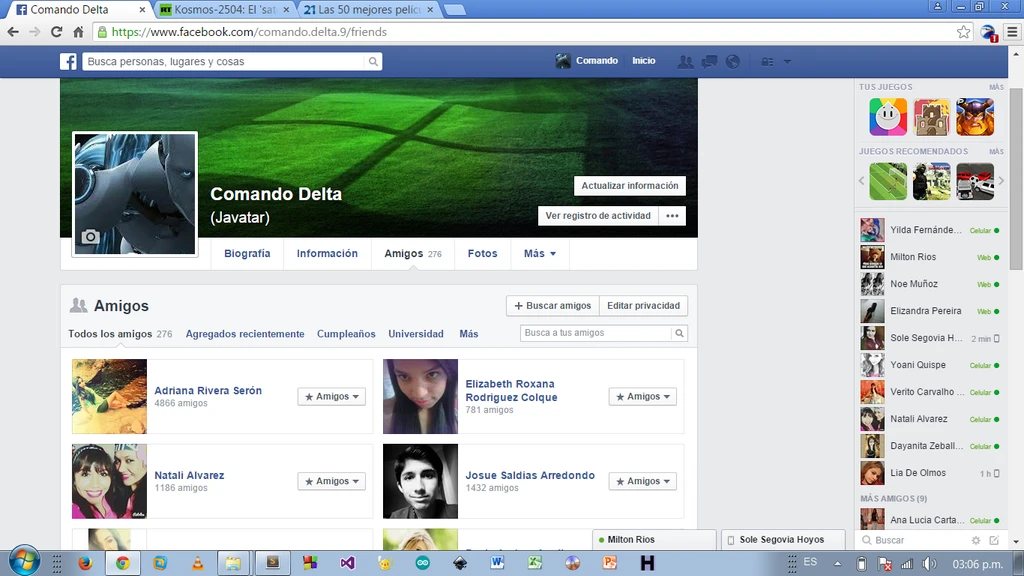 Comando Delta
Kosmos-2504: El 'sat
Las 50 mejores pelíc
https://www.facebook.com/comando.delta.9/friends
Busca personas, lugares y cosas
Comando
Inicio
Comando Delta
(Javatar)
Actualizar información
Ver registro de actividad
Biografía
Información
Amigos 276
Fotos
Más
Amigos
+ Buscar amigos
Editar privacidad
Todos los amigos 276
Agregados recientemente
Cumpleaños
Universidad
Más
Busca a tus amigos
Adriana Rivera Serón
4866 amigos
Amigos
Elizabeth Roxana
Rodriguez Colque
781 amigos
Amigos
Natali Alvarez
1186 amigos
Amigos
Josue Saldias Arredondo
1432 amigos
Amigos
TUS JUEGOS
MÁS
JUEGOS RECOMENDADOS
MÁS
Yilda Fernánde... Celular
Milton Rios Web
Noe Muñoz Web
Elizandra Pereira Web
Sole Segovia H... 2 min
Yoani Quispe Celular
Verito Carvalho ... Celular
Natali Alvarez Celular
Dayanita Zeball... Celular
Lia De Olmos 1 h
MÁS AMIGOS (9)
Ana Lucia Carta... Celular
Buscar
Milton Rios
Sole Segovia Hoyos
ES
03:06 p.m.